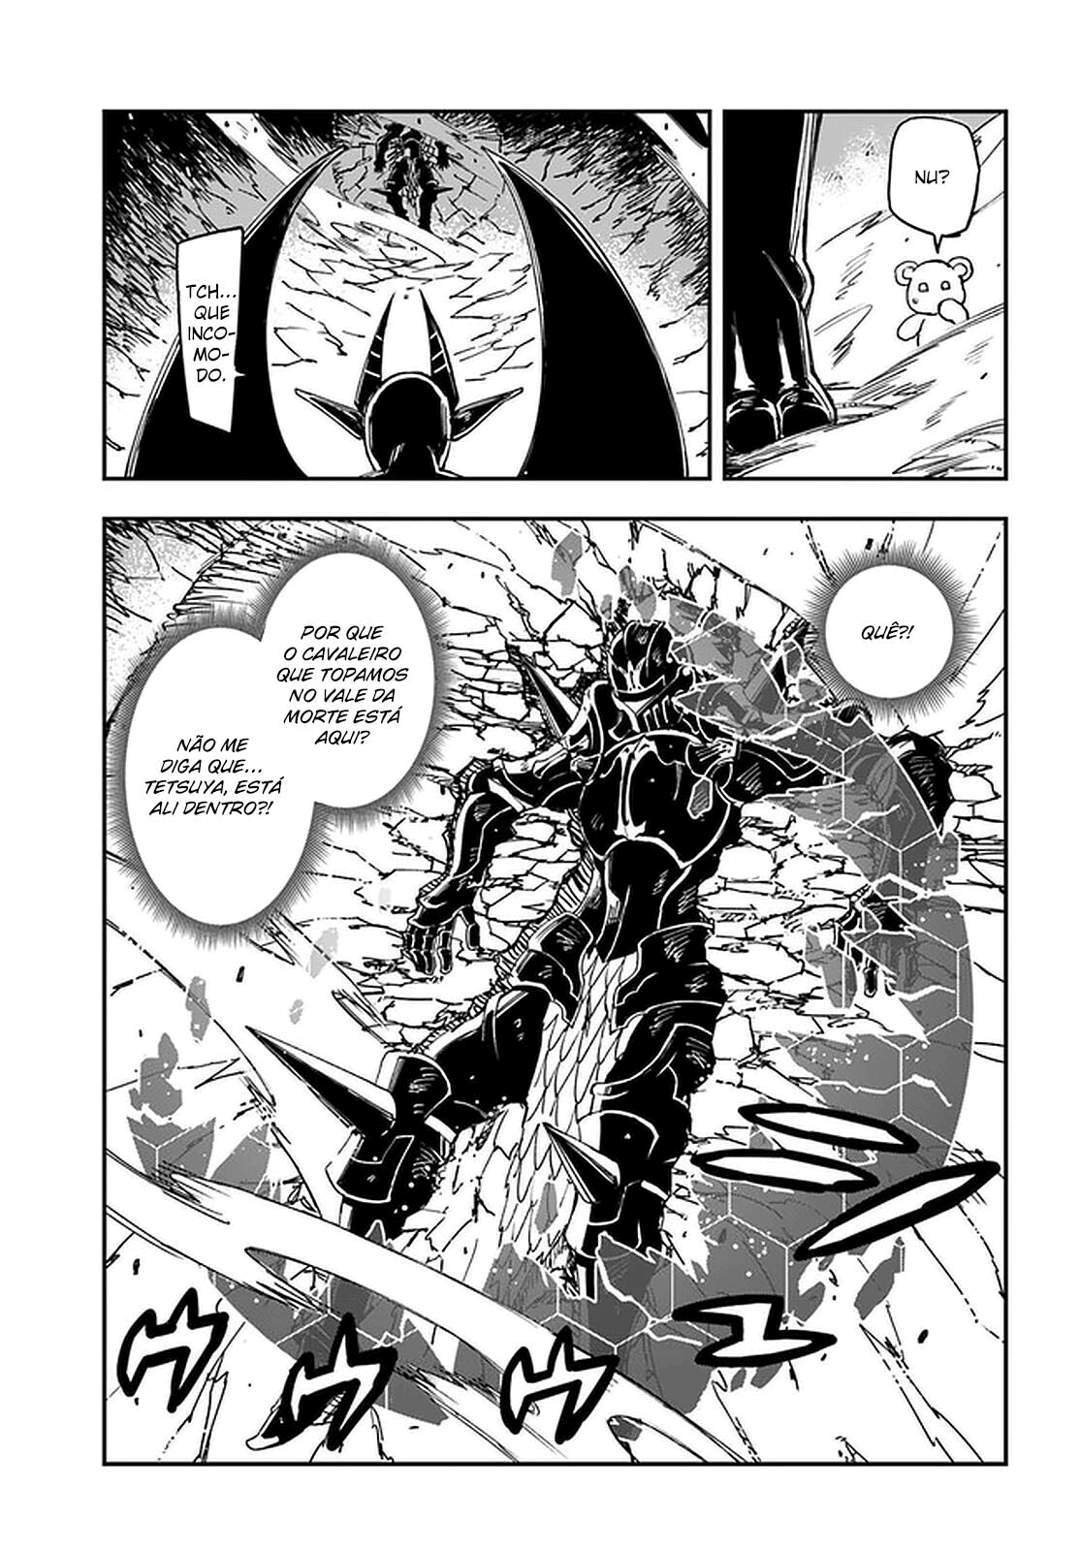 NU?
TCH...
QUE
INCO-
MO-
DO.
QUÊ?!
POR QUE
O CAVALEIRO
QUE TOPAMOS
NO VALE DA
MORTE ESTÁ
AQUI?
NÃO ME
DIGA QUE...
TETSUYA, ESTÁ
ALI DENTRO?!